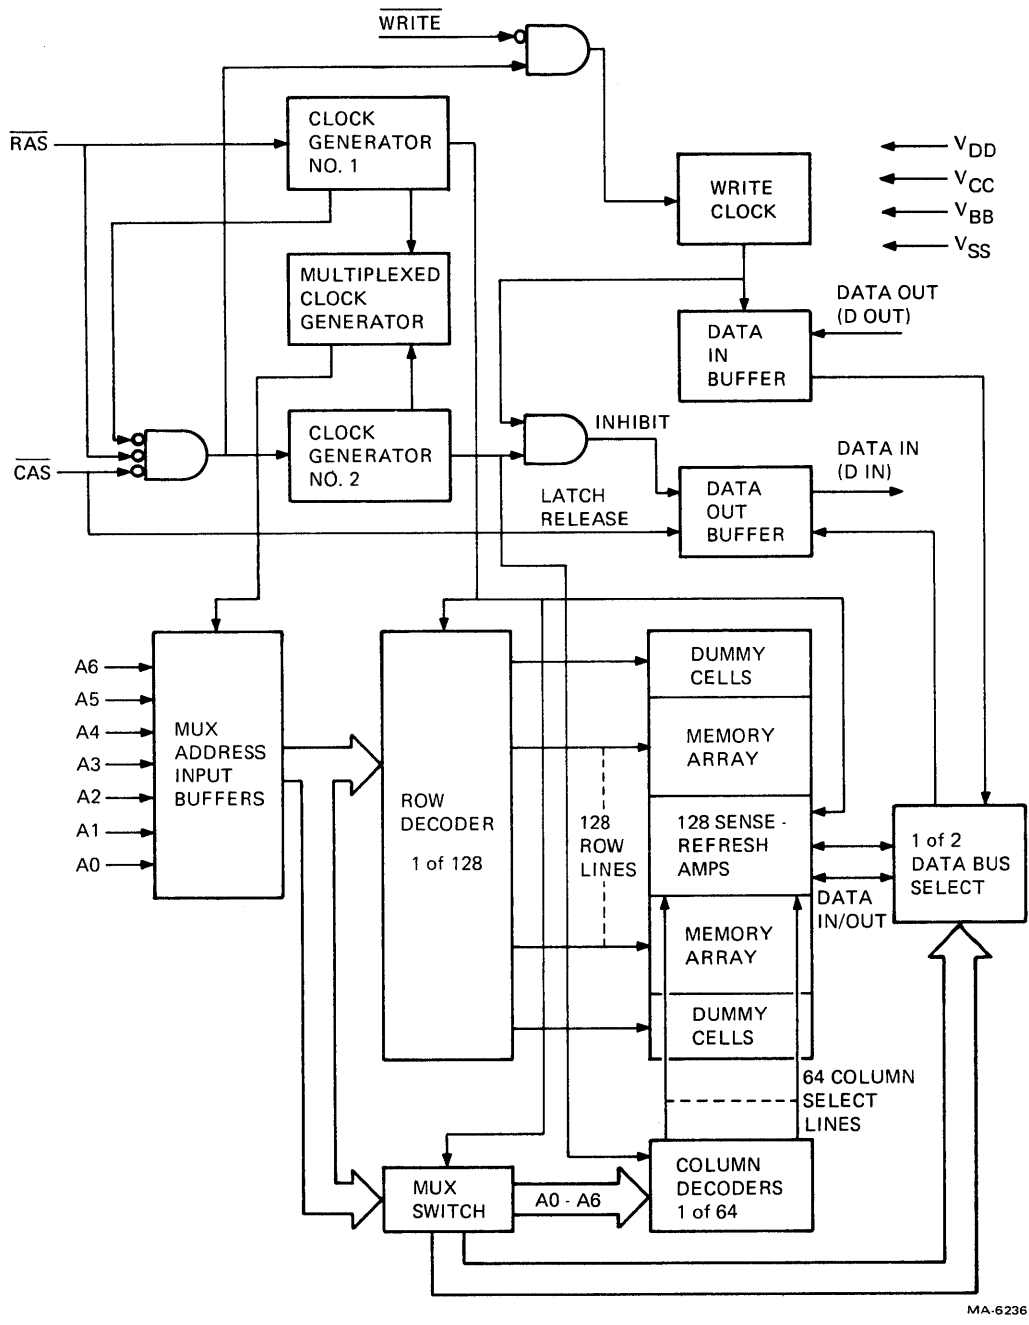 WRITE
RAS
CLOCK
GENERATOR
NO. 1
WRITE
CLOCK
VDD
VCC
VBB
VSS
MULTIPLEXED
CLOCK
GENERATOR
DATA OUT
(D OUT)
DATA
IN
BUFFER
CAS
CLOCK
GENERATOR
NO. 2
INHIBIT
DATA IN
(D IN)
LATCH
RELEASE
DATA
OUT
BUFFER
A6
A5
A4
A3
A2
A1
A0
MUX
ADDRESS
INPUT
BUFFERS
ROW
DECODER
1 of 128
128
ROW
LINES
DUMMY
CELLS
MEMORY
ARRAY
128 SENSE -
REFRESH
AMPS
MEMORY
ARRAY
DUMMY
CELLS
1 of 2
DATA BUS
SELECT
DATA
IN/OUT
64 COLUMN
SELECT
LINES
MUX
SWITCH
A0 - A6
COLUMN
DECODERS
1 of 64
MA-6236